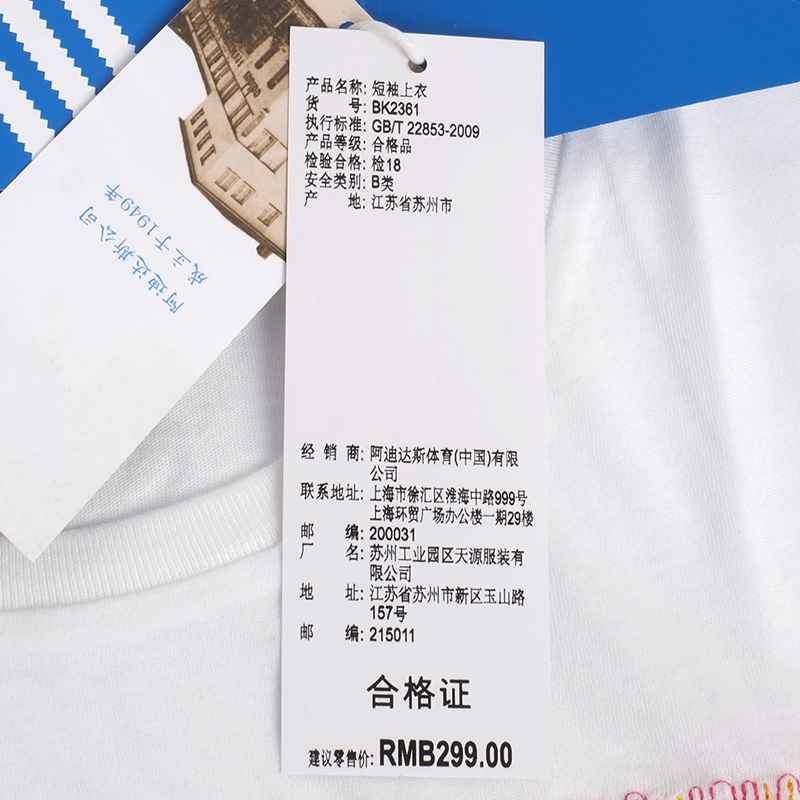 产品名称: 短袖上衣
货 号: BK2361
执行标准: GB/T 22853-2009
产品等级: 合格品
检验合格: 检18
安全类别: B类
产 地: 江苏省苏州市
阿迪达斯公司
成立于1949年
经 销 商: 阿迪达斯体育(中国)有限
公司
联系地址: 上海市徐汇区淮海中路999号
上海环贸广场办公楼一期29楼
邮 编: 200031
厂 名: 苏州工业园区天源服装有
限公司
地 址: 江苏省苏州市新区玉山路
157号
邮 编: 215011
合格证
建议零售价: RMB299.00